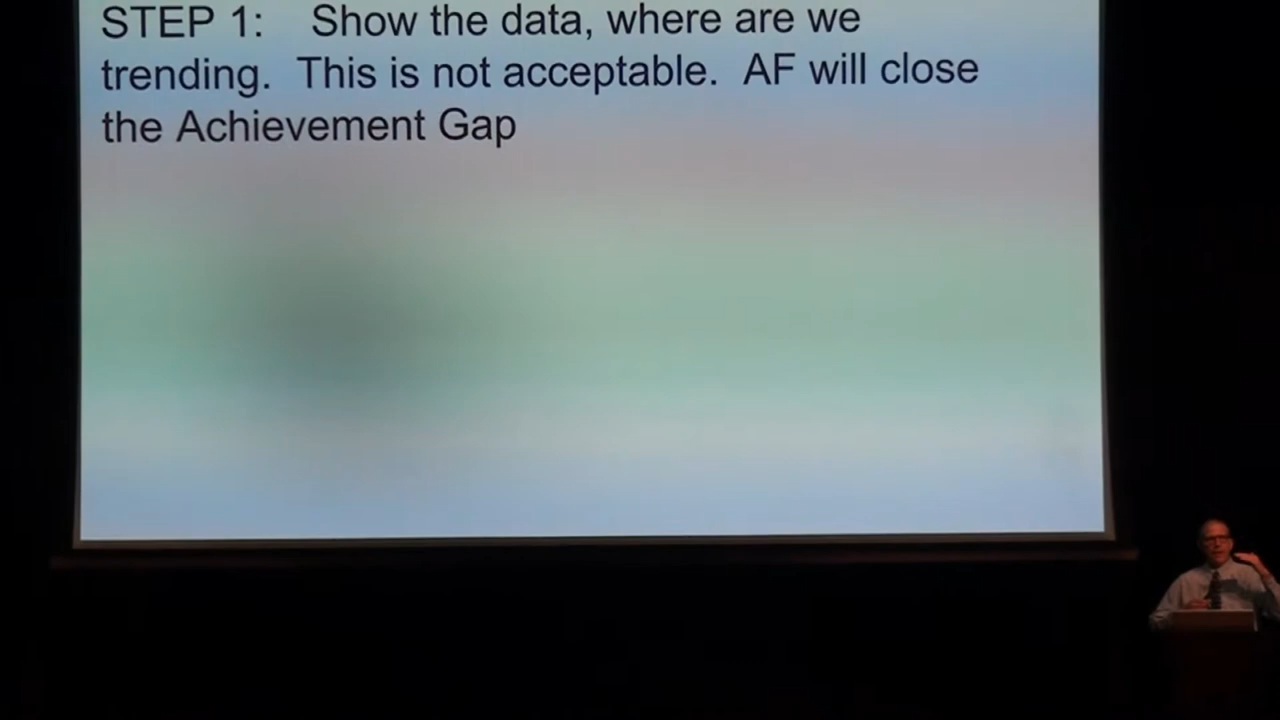 STEP 1: Show the data, where are we
trending. This is not acceptable. AF will close
the Achievement Gap